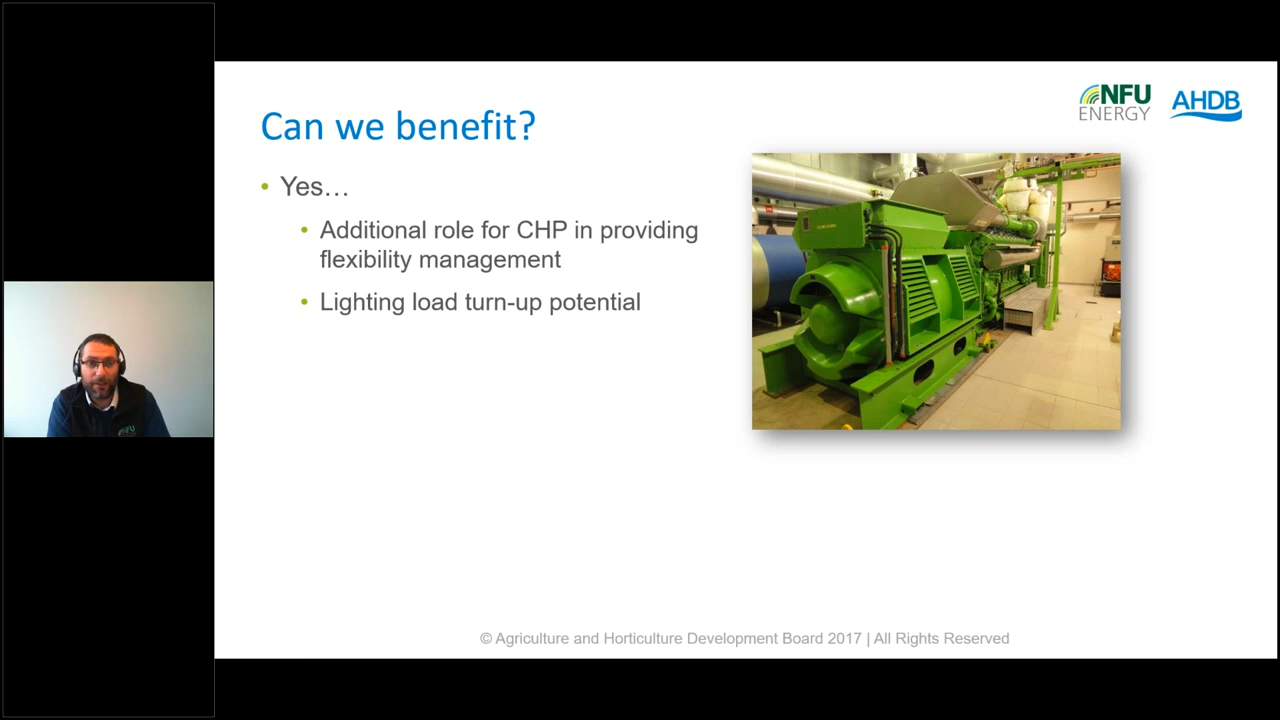 NFU
ENERGY
AHDB
Can we benefit?
Yes…
Additional role for CHP in providing
flexibility management
Lighting load turn-up potential
NFU
© Agriculture and Horticulture Development Board 2017 | All Rights Reserved